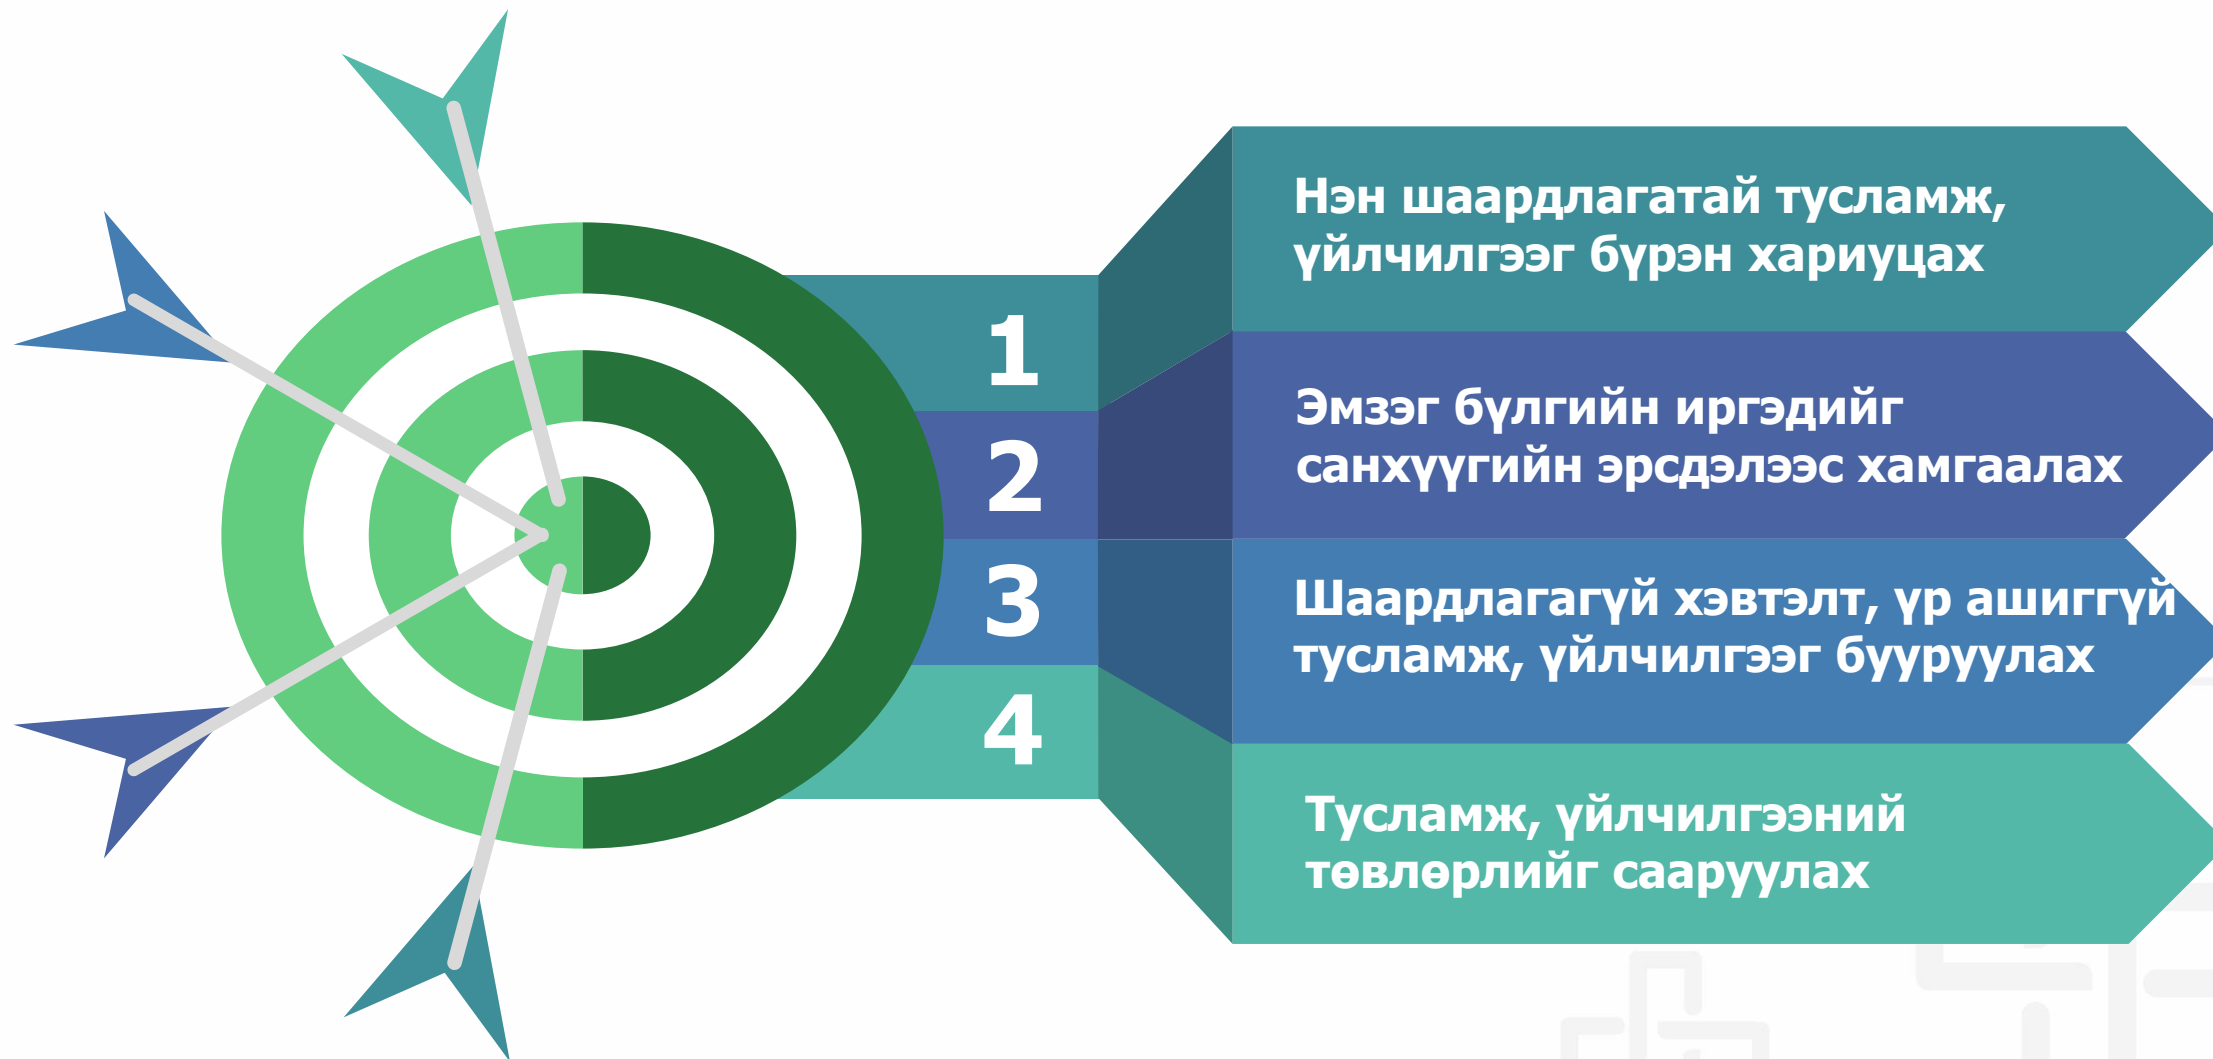 1
Нэн шаардлагатай тусламж,
үйлчилгээг бүрэн хариуцах
2
Эмзэг бүлгийн иргэдийг
санхүүгийн эрсдэлээс хамгаалах
3
Шаардлагагүй хэвтэлт, үр ашиггүй
тусламж, үйлчилгээг бууруулах
4
Тусламж, үйлчилгээний
төвлөрлийг сааруулах